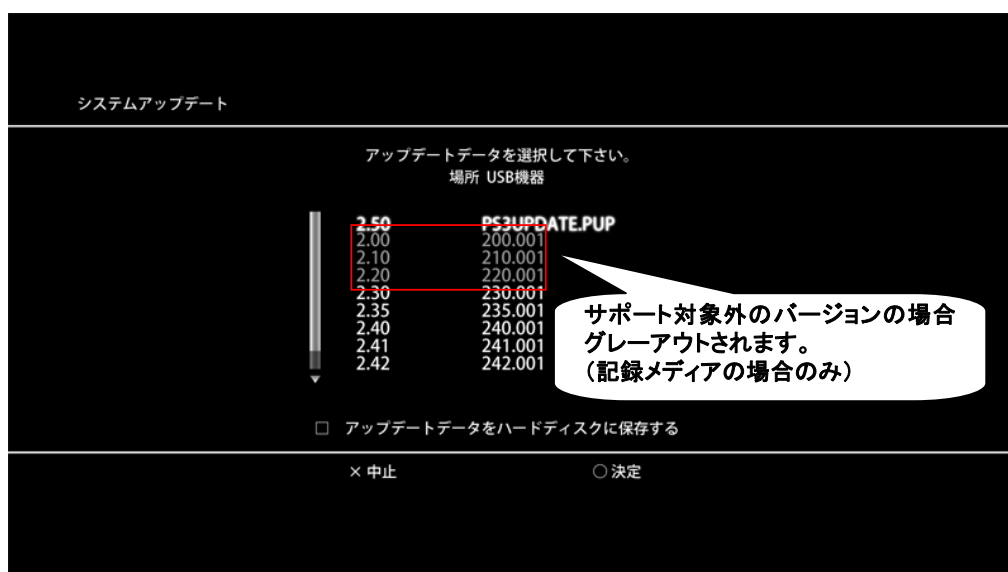 システムアップデート
アップデートデータを選択して下さい。
場所 USB機器
2.50 PS3UPDATE.PUP
2.00 200.001
2.10 210.001
2.20 220.001
2.30 230.001
2.35 235.001
2.40 240.001
2.41 241.001
2.42 242.001
サポート対象外のバージョンの場合
グレーアウトされます。
（記録メディアの場合のみ）
□ アップデートデータをハードディスクに保存する
×中止 ○決定